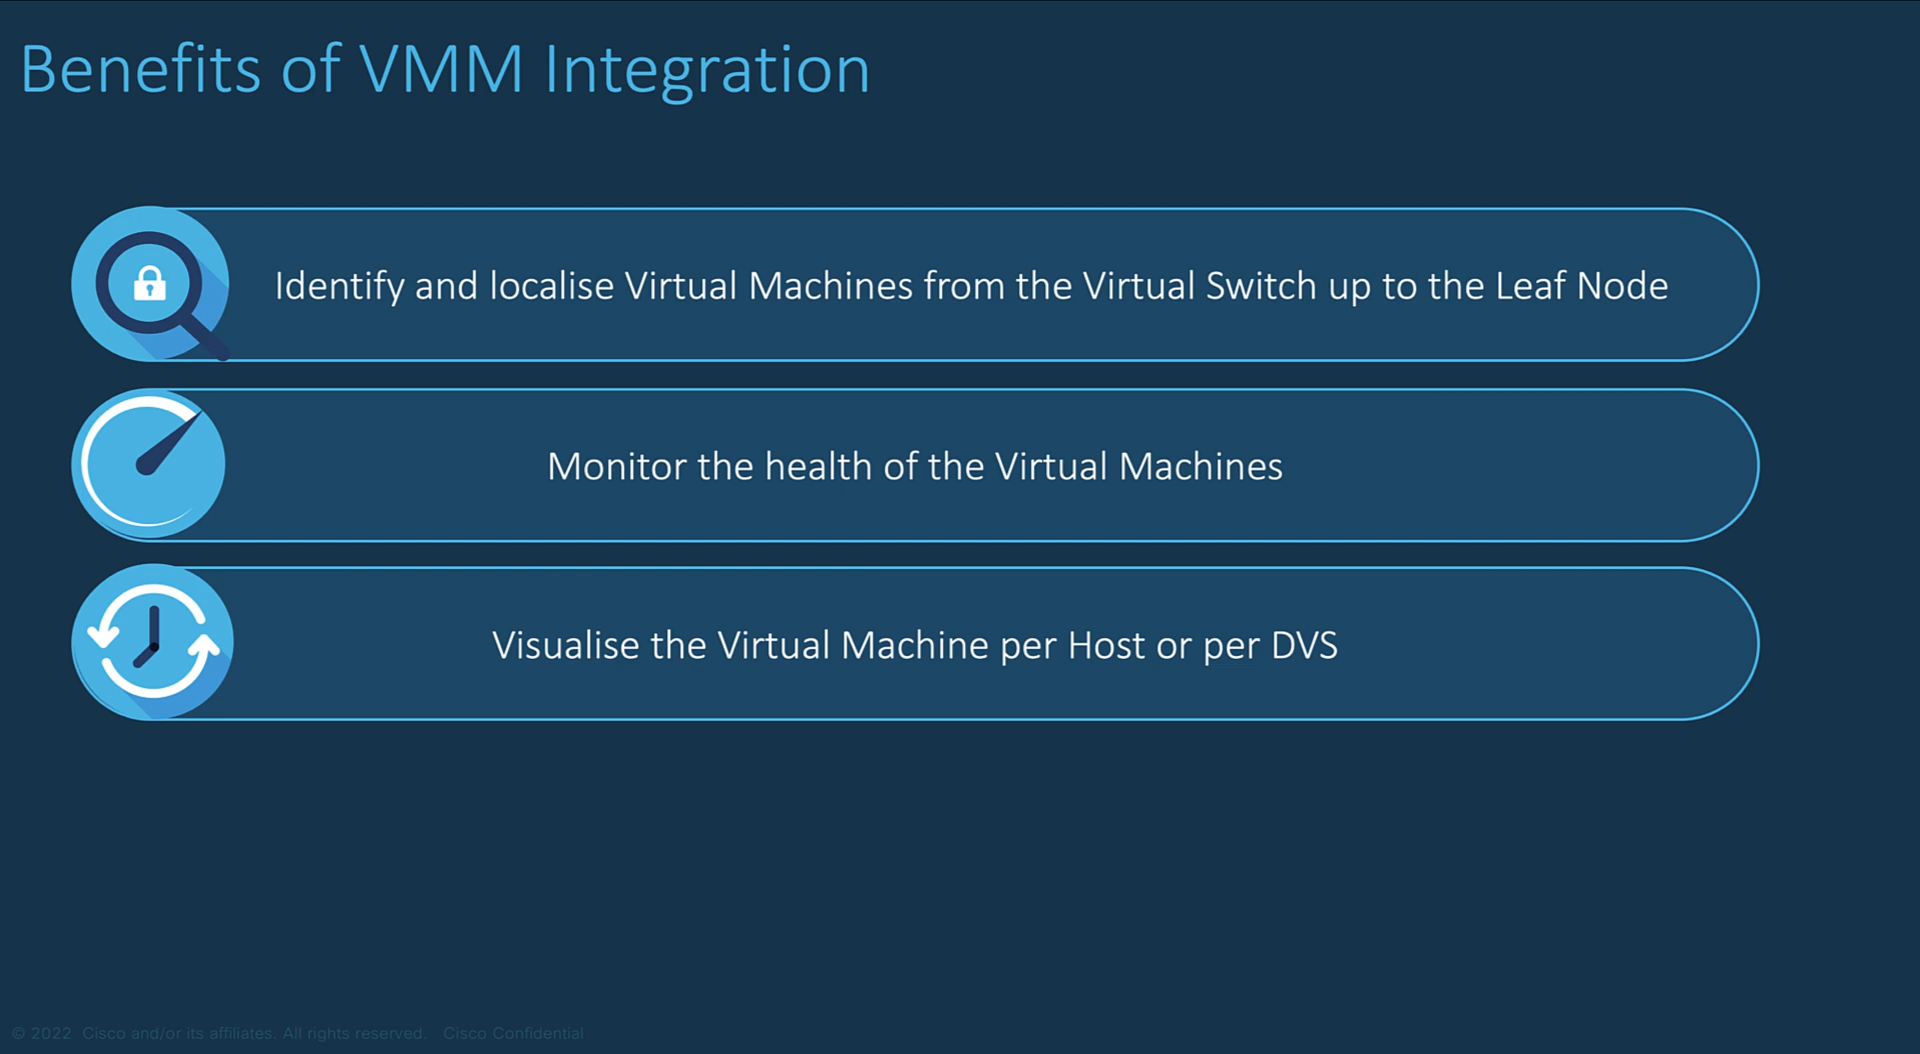 Benefits of VMM Integration
Identify and localise Virtual Machines from the Virtual Switch up to the Leaf Node
Monitor the health of the Virtual Machines
Visualise the Virtual Machine per Host or per DVS
© 2022 Cisco and/or its affiliates. All rights reserved. Cisco Confidential